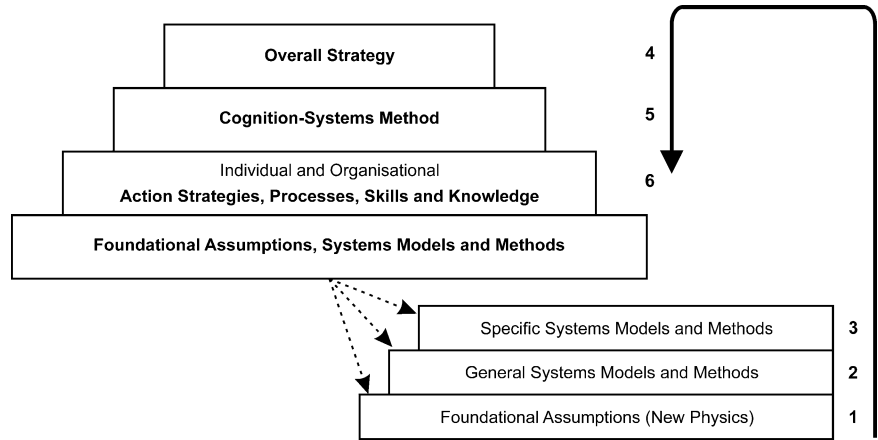 Overall Strategy
4
Cognition-Systems Method
5
Individual and Organisational
Action Strategies, Processes, Skills and Knowledge
6
Foundational Assumptions, Systems Models and Methods
Specific Systems Models and Methods
3
General Systems Models and Methods
2
Foundational Assumptions (New Physics)
1